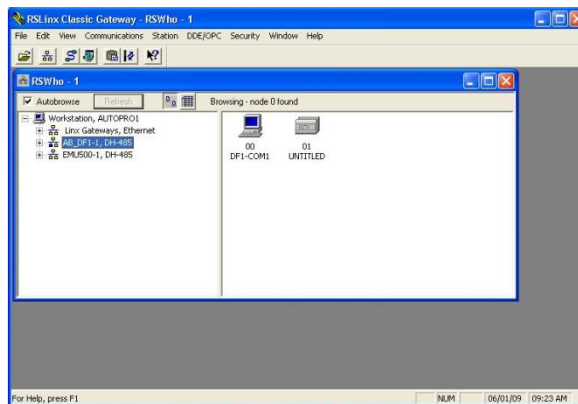 RSLinx Classic Gateway - RSWho - 1
File Edit View Communications Station DDE/OPC Security Window Help
RSWho - 1
Autobrowse Refresh Browsing - node 0 found
Workstation, AUTOPRO1
Linx Gateways, Ethernet
AB_DF1-1, DH-485
EMU500-1, DH-485
00 01
DF1-COM1 UNTITLED
For Help, press F1 NUM 06/01/09 09:23 AM